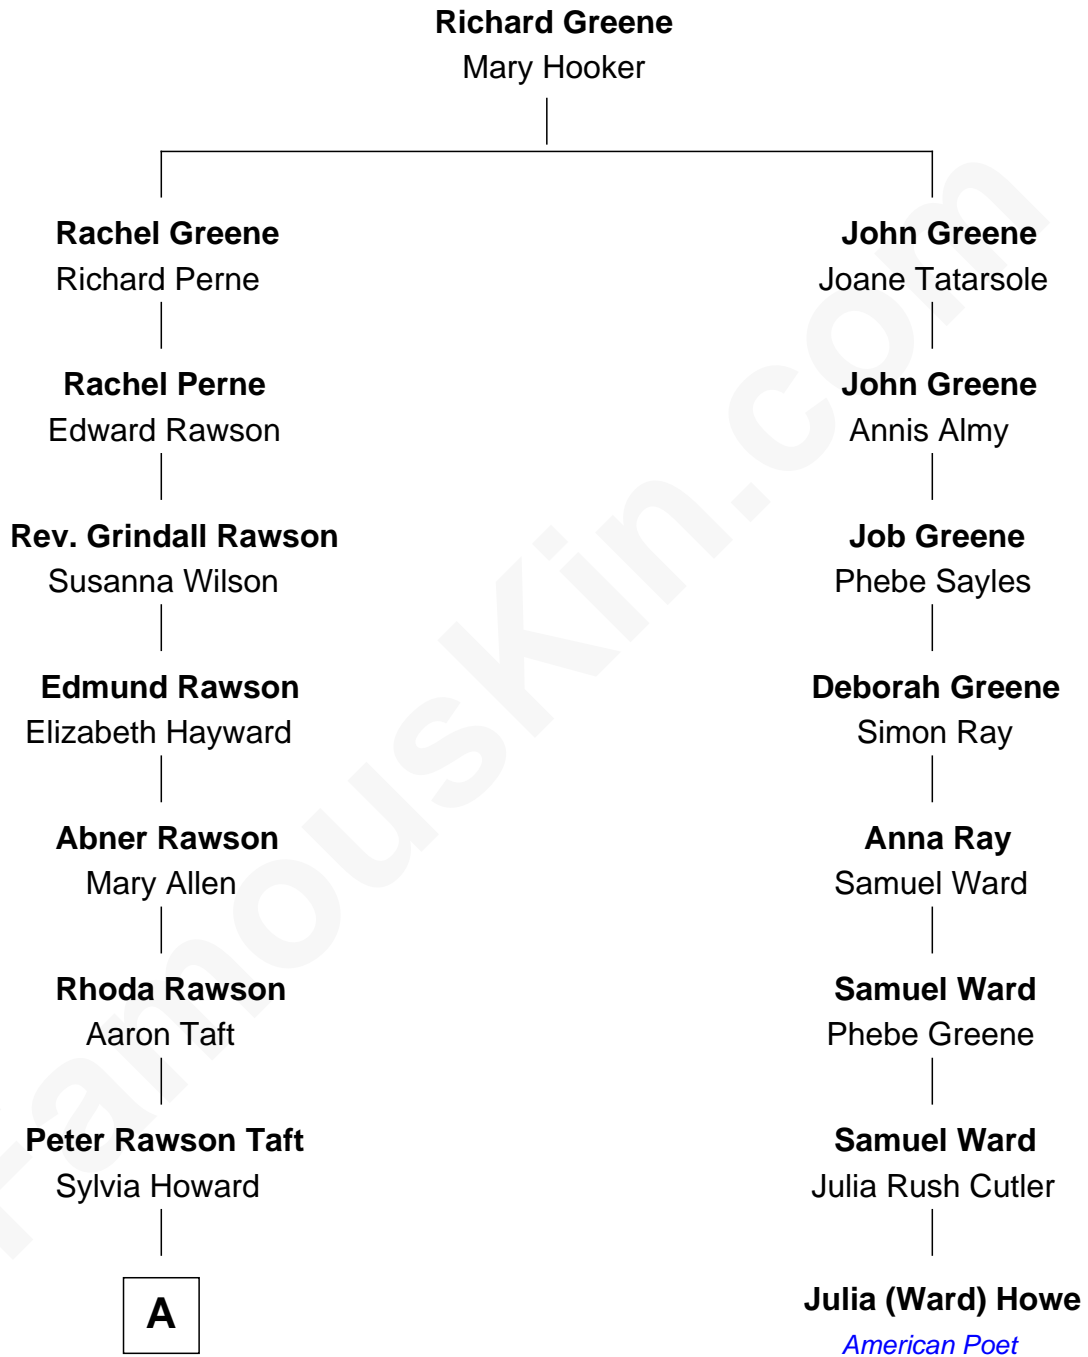 Richard Greene
Mary Hooker
Rachel Greene
Richard Perne
John Greene
Joane Tatarsole
Rachel Perne
Edward Rawson
John Greene
Annis Almy
Rev. Grindall Rawson
Susanna Wilson
Job Greene
Phebe Sayles
Edmund Rawson
Elizabeth Hayward
Deborah Greene
Simon Ray
Abner Rawson
Mary Allen
Anna Ray
Samuel Ward
Rhoda Rawson
Aaron Taft
Samuel Ward
Phebe Greene
Peter Rawson Taft
Sylvia Howard
Samuel Ward
Julia Rush Cutler
A
Julia (Ward) Howe
American Poet
FamousKin.com